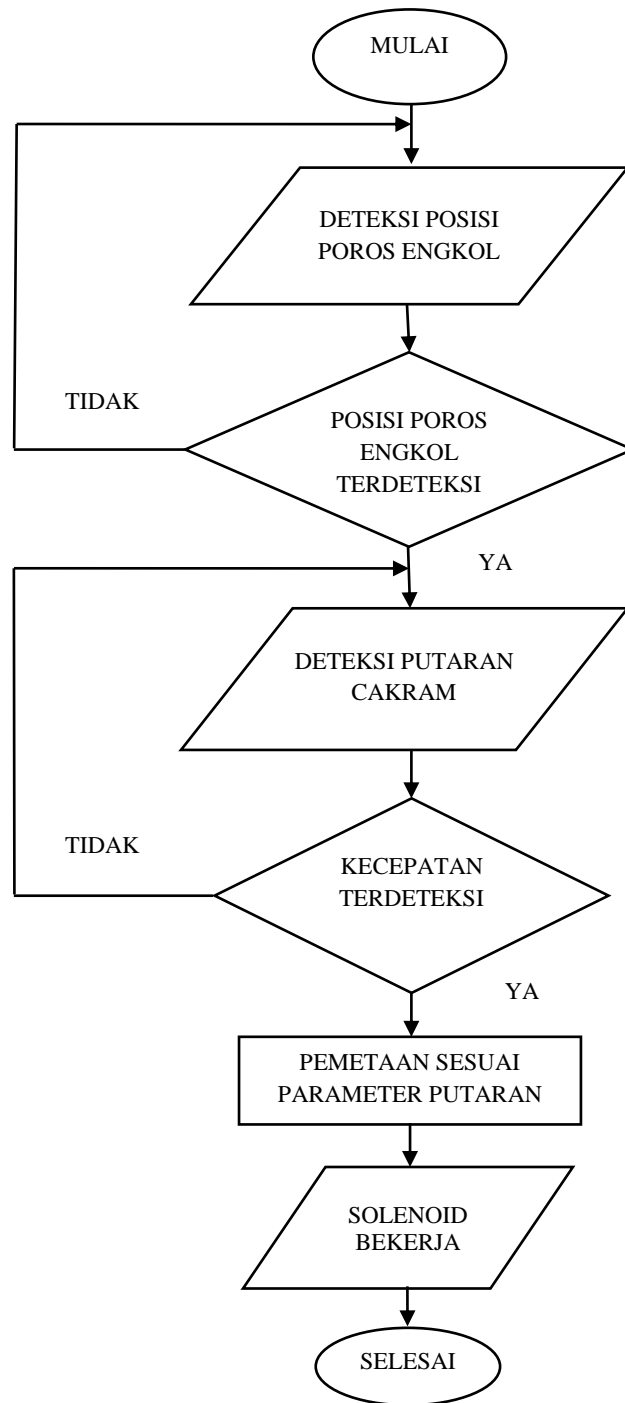 MULAI
DETEKSI POSISI
POROS ENGKOL
TIDAK
POSISI POROS
ENGKOL
TERDETEKSI
YA
DETEKSI PUTARAN
CAKRAM
TIDAK
KECEPATAN
TERDETEKSI
YA
PEMETAAN SESUAI
PARAMETER PUTARAN
SOLENOID
BEKERJA
SELESAI